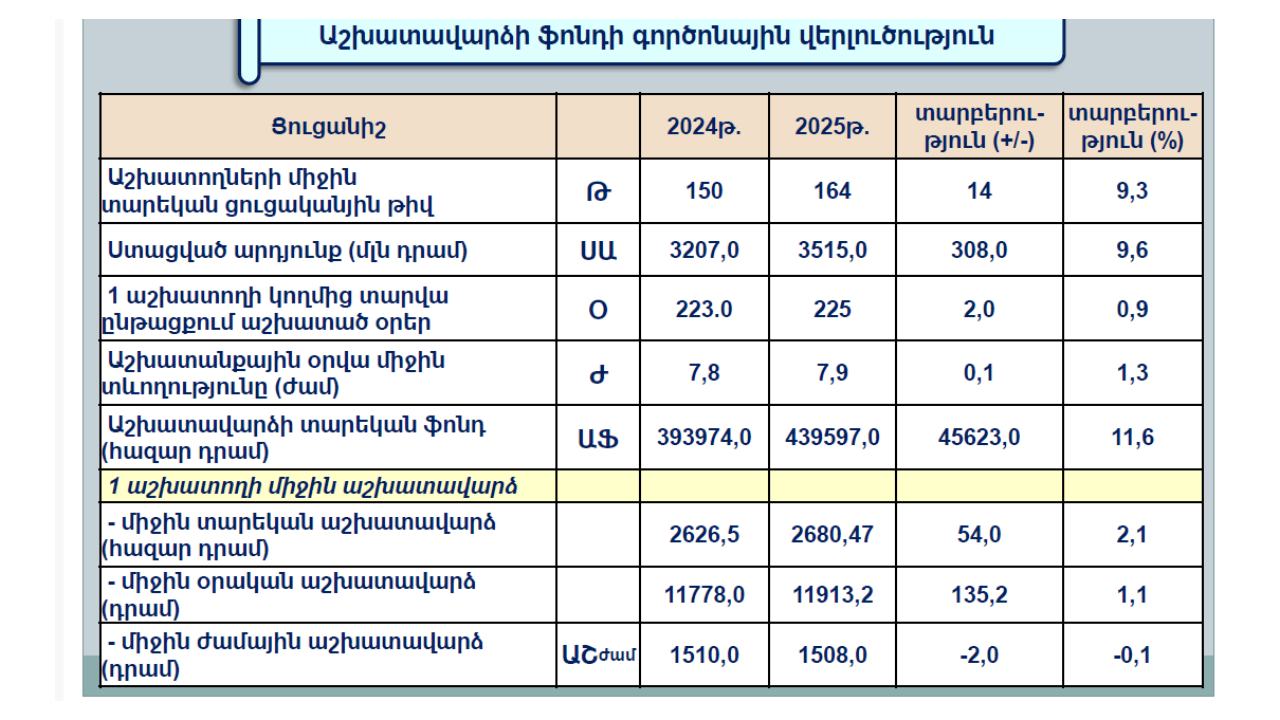 Աշխատավարձի ֆոնդի գործոնային վերլուծություն
Ցուցանիշ 2024թ. 2025թ. տարբերու-
թյուն (+/-) տարբերու-
թյուն (%)
Աշխատողների միջին
տարեկան ցուցականյին թիվ Թ 150 164 14 9,3
Ստացված արդյունք (մլն դրամ) ՍԱ 3207,0 3515,0 308,0 9,6
1 աշխատողի կողմից տարվա
ընթացքում աշխատած օրեր Օ 223.0 225 2,0 0,9
Աշխատանքային օրվա միջին
տևողությունը (ժամ) Ժ 7,8 7,9 0,1 1,3
Աշխատավարձի տարեկան ֆոնդ
(հազար դրամ) ԱՖ 393974,0 439597,0 45623,0 11,6
1 աշխատողի միջին աշխատավարձ
- միջին տարեկան աշխատավարձ
(հազար դրամ) 2626,5 2680,47 54,0 2,1
- միջին օրական աշխատավարձ
(դրամ) 11778,0 11913,2 135,2 1,1
- միջին ժամային աշխատավարձ
(դրամ) ԱՇժամ 1510,0 1508,0 -2,0 -0,1